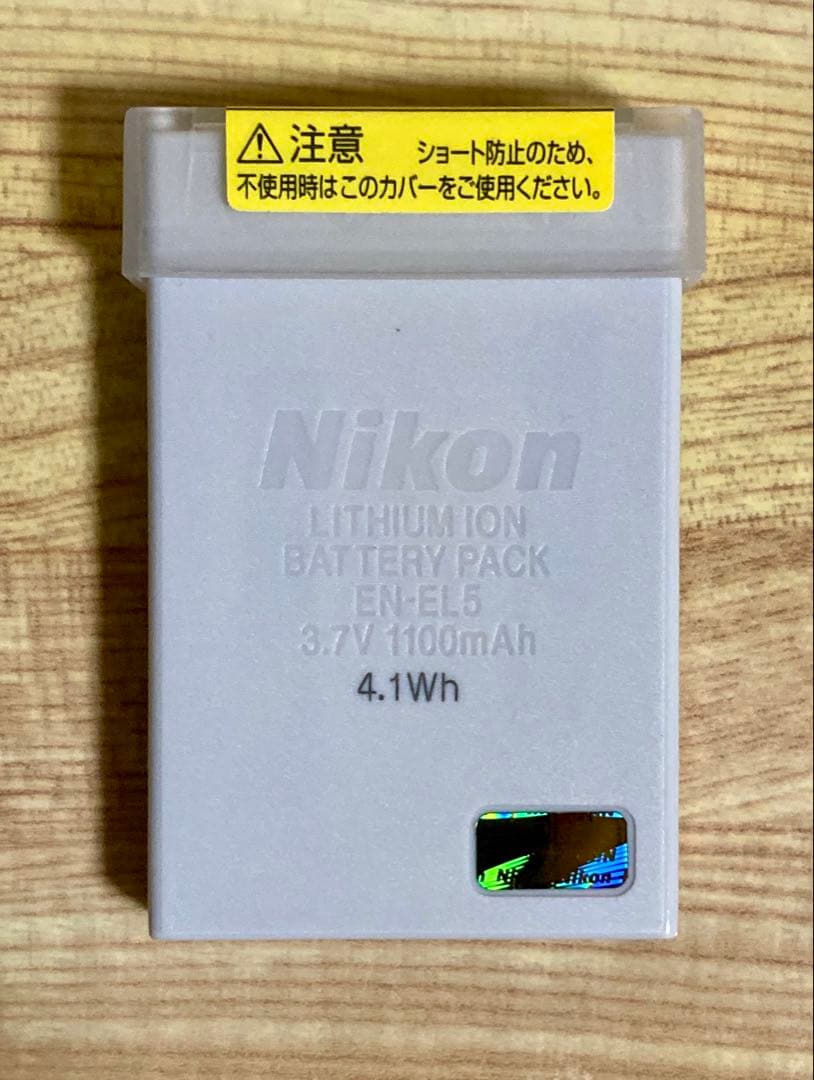 ⚠注意 ショート防止のため、
不使用時はこのカバーをご使用ください。
Nikon
LITHIUM ION
BATTERY PACK
EN-EL5
3.7V 1100mAh
4.1Wh
Nikon